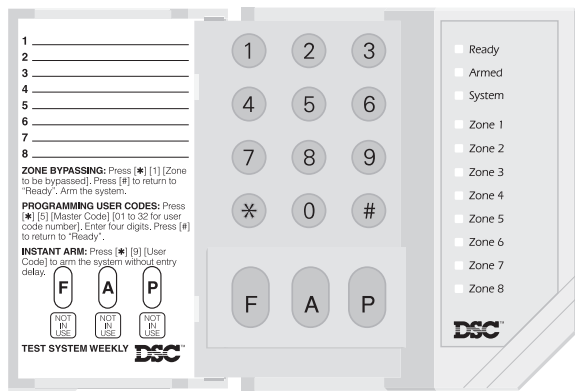 1
2
3
4
5
6
7
8
ZONE BYPASSING: Press [✱] [1] [Zone
to be bypassed]. Press [#] to return to
"Ready". Arm the system.
PROGRAMMING USER CODES: Press
[✱] [5] [Master Code] [01 to 32 for user
code number]. Enter four digits. Press [#]
to return to "Ready".
INSTANT ARM: Press [✱] [9] [User
Code] to arm the system without entry
delay.
F A P
NOT IN USE
NOT IN USE
NOT IN USE
TEST SYSTEM WEEKLY DSC™
1 2 3
4 5 6
7 8 9
✱ 0 #
F A P
Ready
Armed
System
Zone 1
Zone 2
Zone 3
Zone 4
Zone 5
Zone 6
Zone 7
Zone 8
DSC™